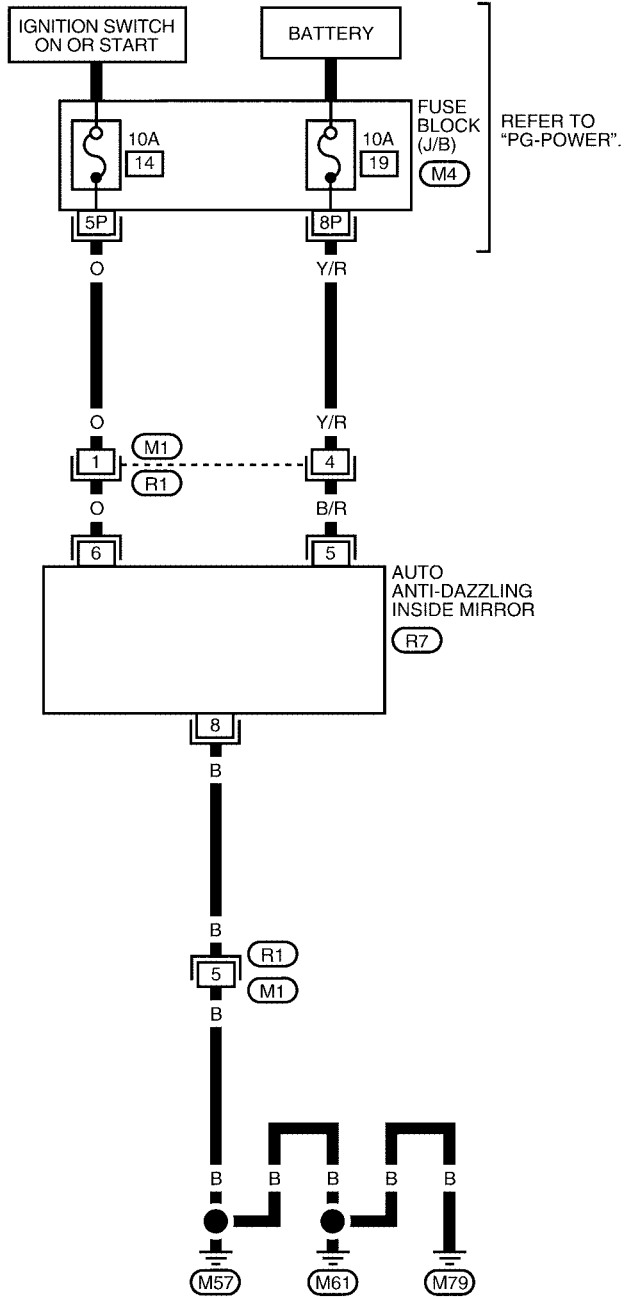 IGNITION SWITCH
ON OR START
BATTERY
FUSE
BLOCK
(J/B)
M4
REFER TO
“PG-POWER”.
10A
14
10A
19
5P
8P
O
Y/R
O
Y/R
1
M1
R1
4
O
B/R
6
5
AUTO
ANTI-DAZZLING
INSIDE MIRROR
R7
8
B
B
R1
5
M1
B
B
B
B
B
B
M57
M61
M79